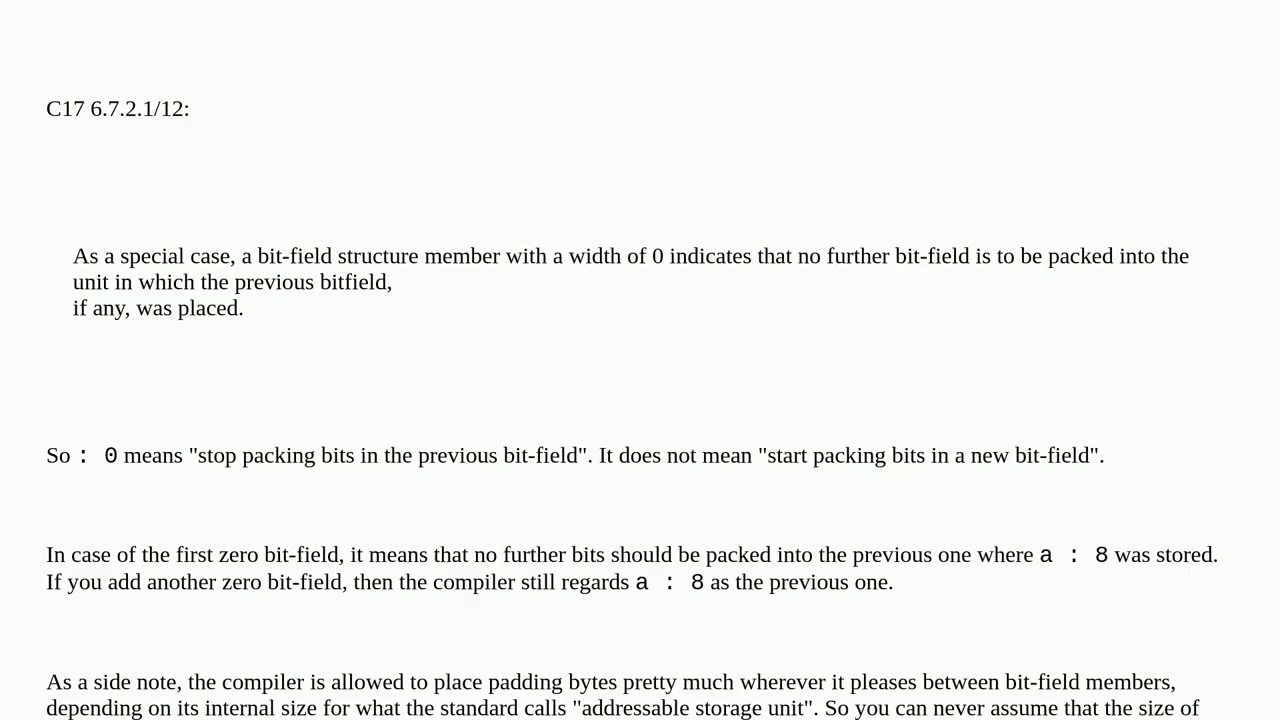 C17 6.7.2.1/12:
As a special case, a bit-field structure member with a width of 0 indicates that no further bit-field is to be packed into the
unit in which the previous bitfield,
if any, was placed.
So : 0 means "stop packing bits in the previous bit-field". It does not mean "start packing bits in a new bit-field".
In case of the first zero bit-field, it means that no further bits should be packed into the previous one where a : 8 was stored.
If you add another zero bit-field, then the compiler still regards a : 8 as the previous one.
As a side note, the compiler is allowed to place padding bytes pretty much wherever it pleases between bit-field members,
depending on its internal size for what the standard calls "addressable storage unit". So you can never assume that the size of